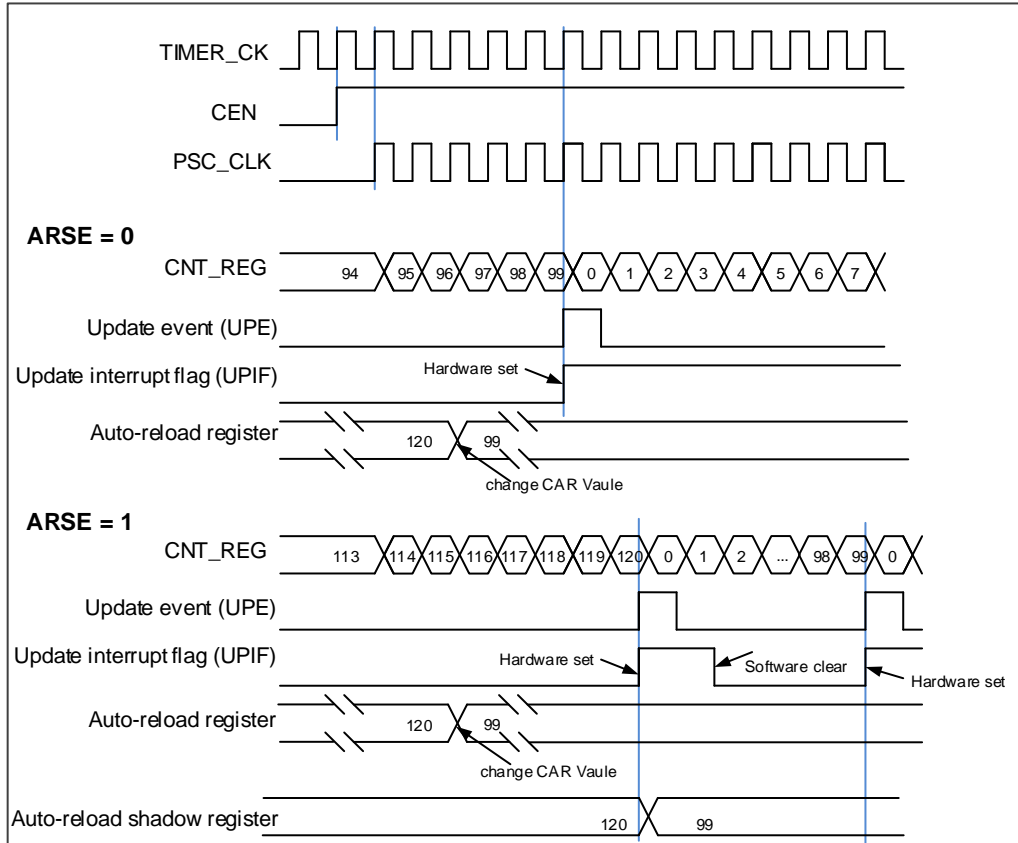 TIMER_CK
CEN
PSC_CLK
ARSE = 0
CNT_REG 94 95 96 97 98 99 0 1 2 3 4 5 6 7
Update event (UPE)
Update interrupt flag (UPIF) Hardware set
Auto-reload register 120 99
change CAR Vaule
ARSE = 1
CNT_REG 113 114 115 116 117 118 119 120 0 1 2 ... 98 99 0
Update event (UPE)
Update interrupt flag (UPIF) Hardware set Software clear Hardware set
Auto-reload register 120 99
change CAR Vaule
Auto-reload shadow register 120 99